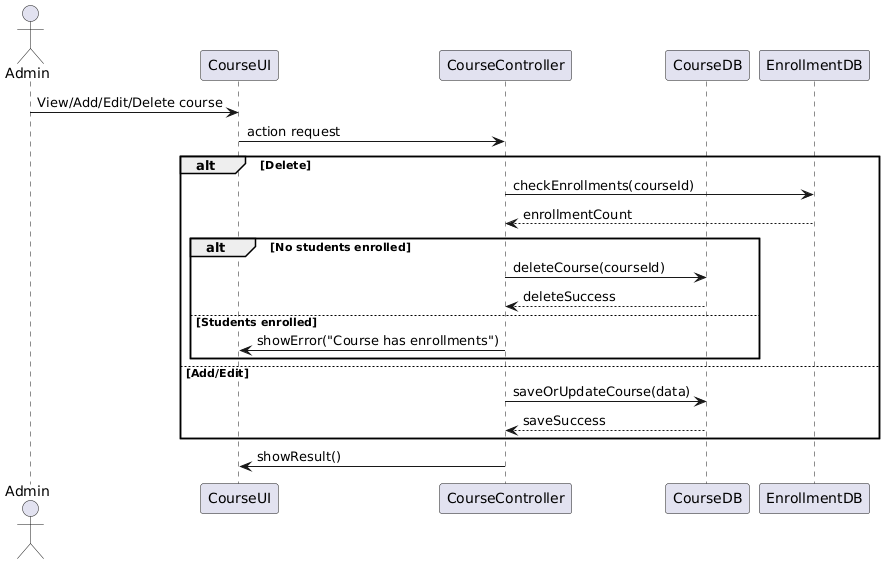 Admin
CourseUI
CourseController
CourseDB
EnrollmentDB
View/Add/Edit/Delete course
action request
alt
[Delete]
checkEnrollments(courseId)
enrollmentCount
alt
[No students enrolled]
deleteCourse(courseId)
deleteSuccess
[Students enrolled]
showError("Course has enrollments")
[Add/Edit]
saveOrUpdateCourse(data)
saveSuccess
showResult()
Admin
CourseUI
CourseController
CourseDB
EnrollmentDB